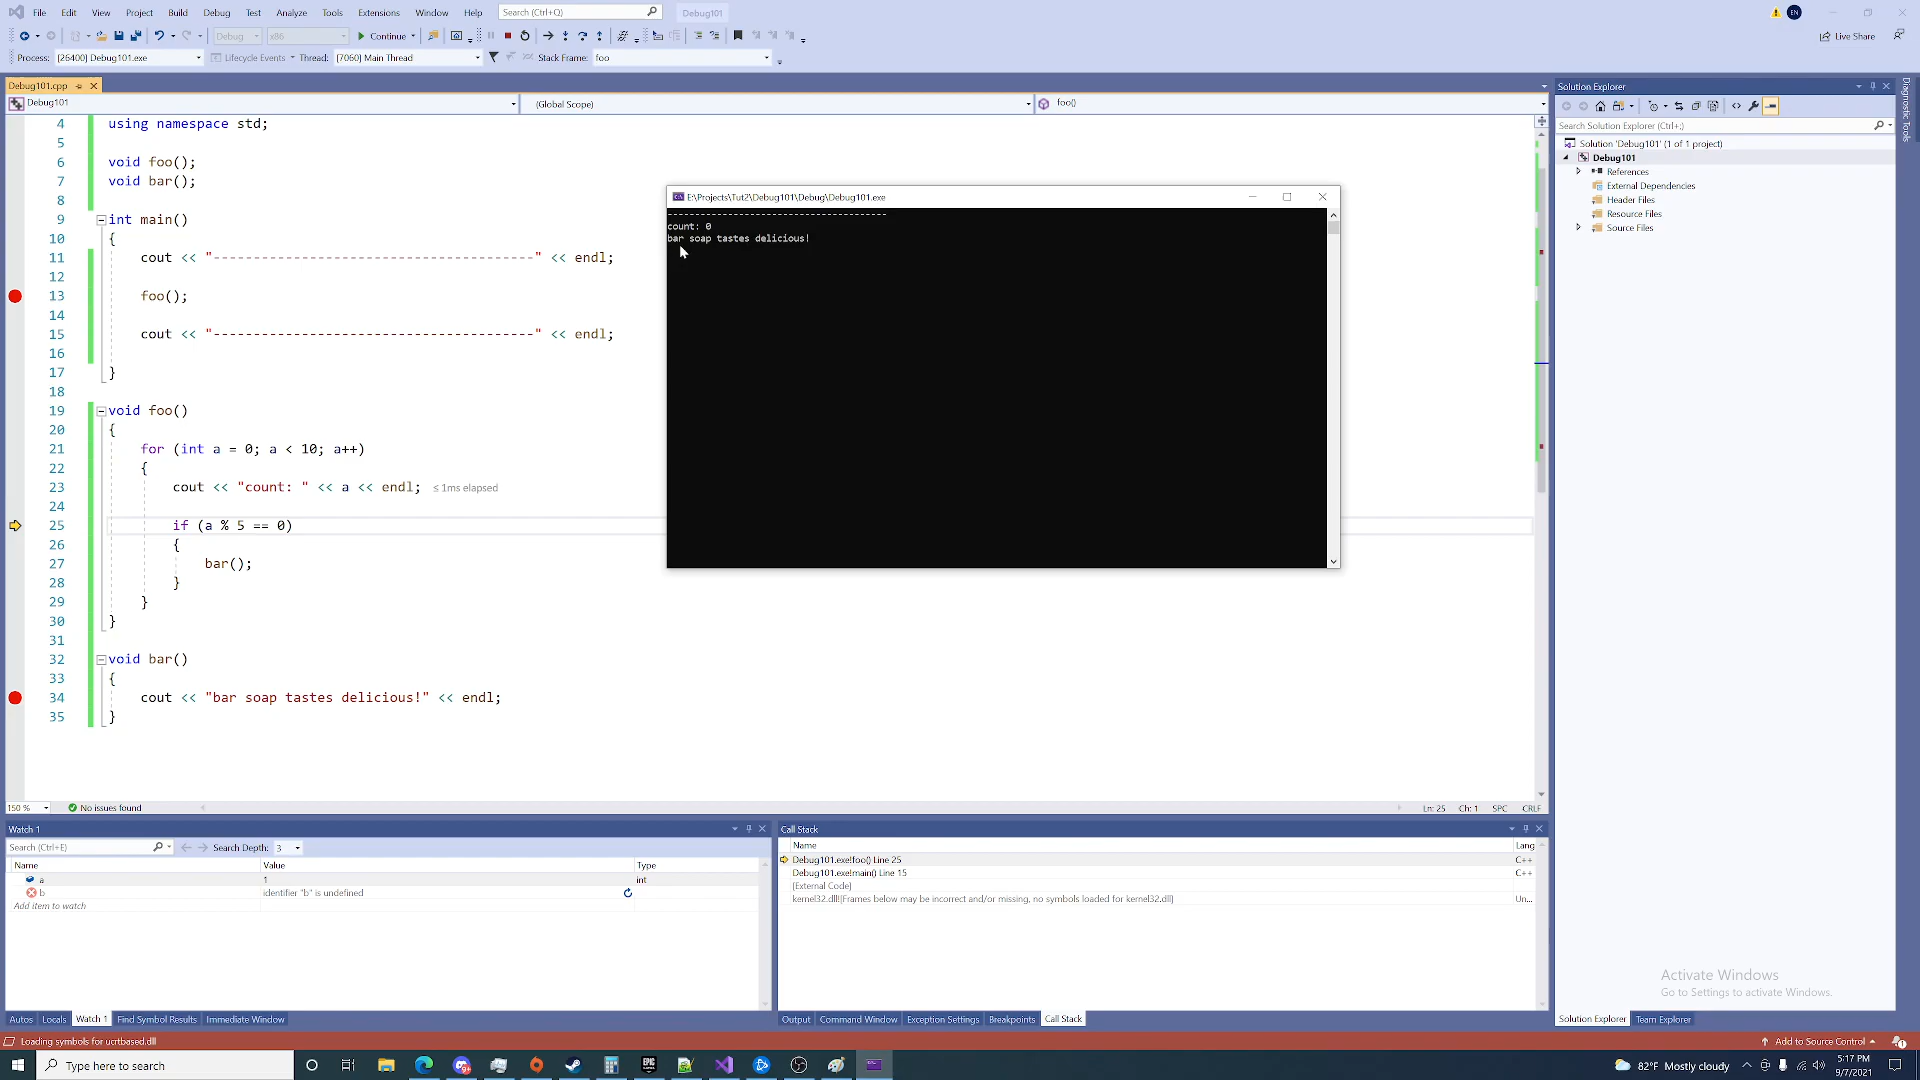 File Edit View Project Build Debug Test Analyze Tools Extensions Window Help Search (Ctrl+Q) Debug101
Debug x86 Continue Live Share
Process: [26400] Debug101.exe Lifecycle Events Thread: [7060] Main Thread Stack Frame: foo
Debug101.cpp
Debug101 (Global Scope) foo()
4 using namespace std;
5
6 void foo();
7 void bar();
8
9 int main()
10 {
11 cout << "----------------------------------------" << endl;
12
13 foo();
14
15 cout << "----------------------------------------" << endl;
16
17 }
18
19 void foo()
20 {
21 for (int a = 0; a < 10; a++)
22 {
23 cout << "count: " << a << endl; ≤ 1ms elapsed
24
25 if (a % 5 == 0)
26 {
27 bar();
28 }
29 }
30 }
31
32 void bar()
33 {
34 cout << "bar soap tastes delicious!" << endl;
35 }
E:\Projects\Tut2\Debug101\Debug\Debug101.exe
----------------------------------------
count: 0
bar soap tastes delicious!
Solution Explorer
Search Solution Explorer (Ctrl+;)
Solution 'Debug101' (1 of 1 project)
Debug101
References
External Dependencies
Header Files
Resource Files
Source Files
Diagnostic Tools
150 % No issues found Ln: 25 Ch: 1 SPC CRLF
Watch 1
Search (Ctrl+E) Search Depth: 3
Name Value Type
a 1 int
b identifier "b" is undefined
Add item to watch
Autos Locals Watch 1 Find Symbol Results Immediate Window
Call Stack
Name Lang
Debug101.exe!foo() Line 25 C++
Debug101.exe!main() Line 15 C++
[External Code]
kernel32.dll![Frames below may be incorrect and/or missing, no symbols loaded for kernel32.dll] Un...
Output Command Window Exception Settings Breakpoints Call Stack
Activate Windows
Go to Settings to activate Windows.
Solution Explorer Team Explorer
Loading symbols for ucrtbased.dll Add to Source Control
Type here to search
82°F Mostly cloudy
5:17 PM
9/7/2021